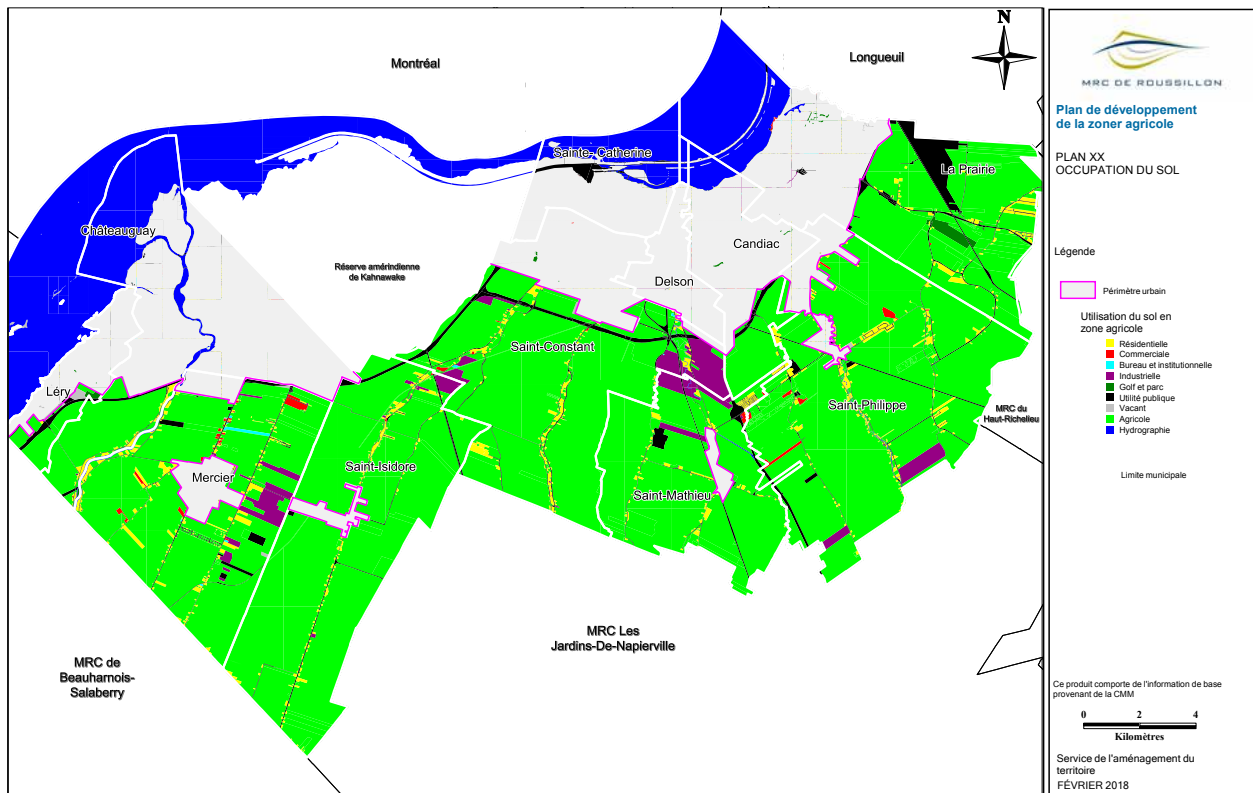 Montréal
Longueuil
N
Sainte- Catherine
La Prairie
Châteauguay
Candiac
Réserve amérindienne
de Kahnawake
Delson
Saint-Constant
Léry
Saint-Philippe
MRC du
Haut-Richelieu
Saint-Isidore
Mercier
Saint-Mathieu
MRC Les
Jardins-De-Napierville
MRC de
Beauharnois-
Salaberry
MRC DE ROUSSILLON
Plan de développement
de la zoner agricole
PLAN XX
OCCUPATION DU SOL
Légende
Périmètre urbain
Utilisation du sol en
zone agricole
Résidentielle
Commerciale
Bureau et institutionnelle
Industrielle
Golf et parc
Utilité publique
Vacant
Agricole
Hydrographie
Limite municipale
Ce produit comporte de l'information de base
provenant de la CMM
0 2 4
Kilomètres
Service de l'aménagement du
territoire
FÉVRIER 2018